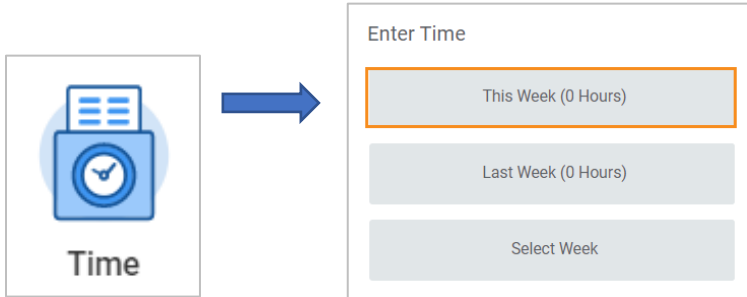 Time
Enter Time
This Week (0 Hours)
Last Week (0 Hours)
Select Week